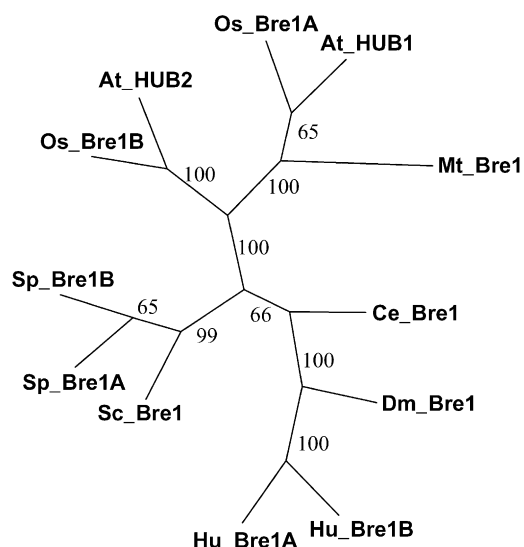 Os_Bre1A
At_HUB1
At_HUB2
65
Os_Bre1B
100
100
Mt_Bre1
100
Sp_Bre1B
65
66
Ce_Bre1
99
Sp_Bre1A
100
Sc_Bre1
Dm_Bre1
100
Hu_Bre1B
Hu_Bre1A